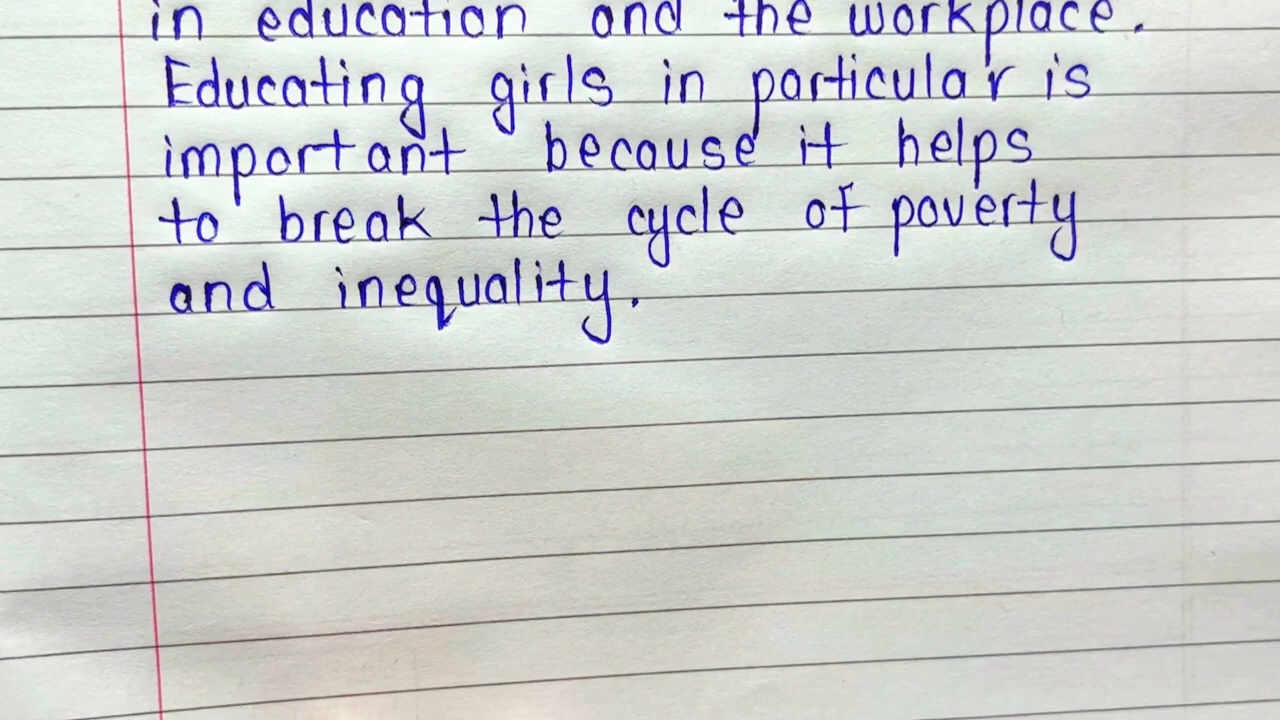 in education and the workplace.
Educating girls in particular is
important because it helps
to break the cycle of poverty
and inequality.